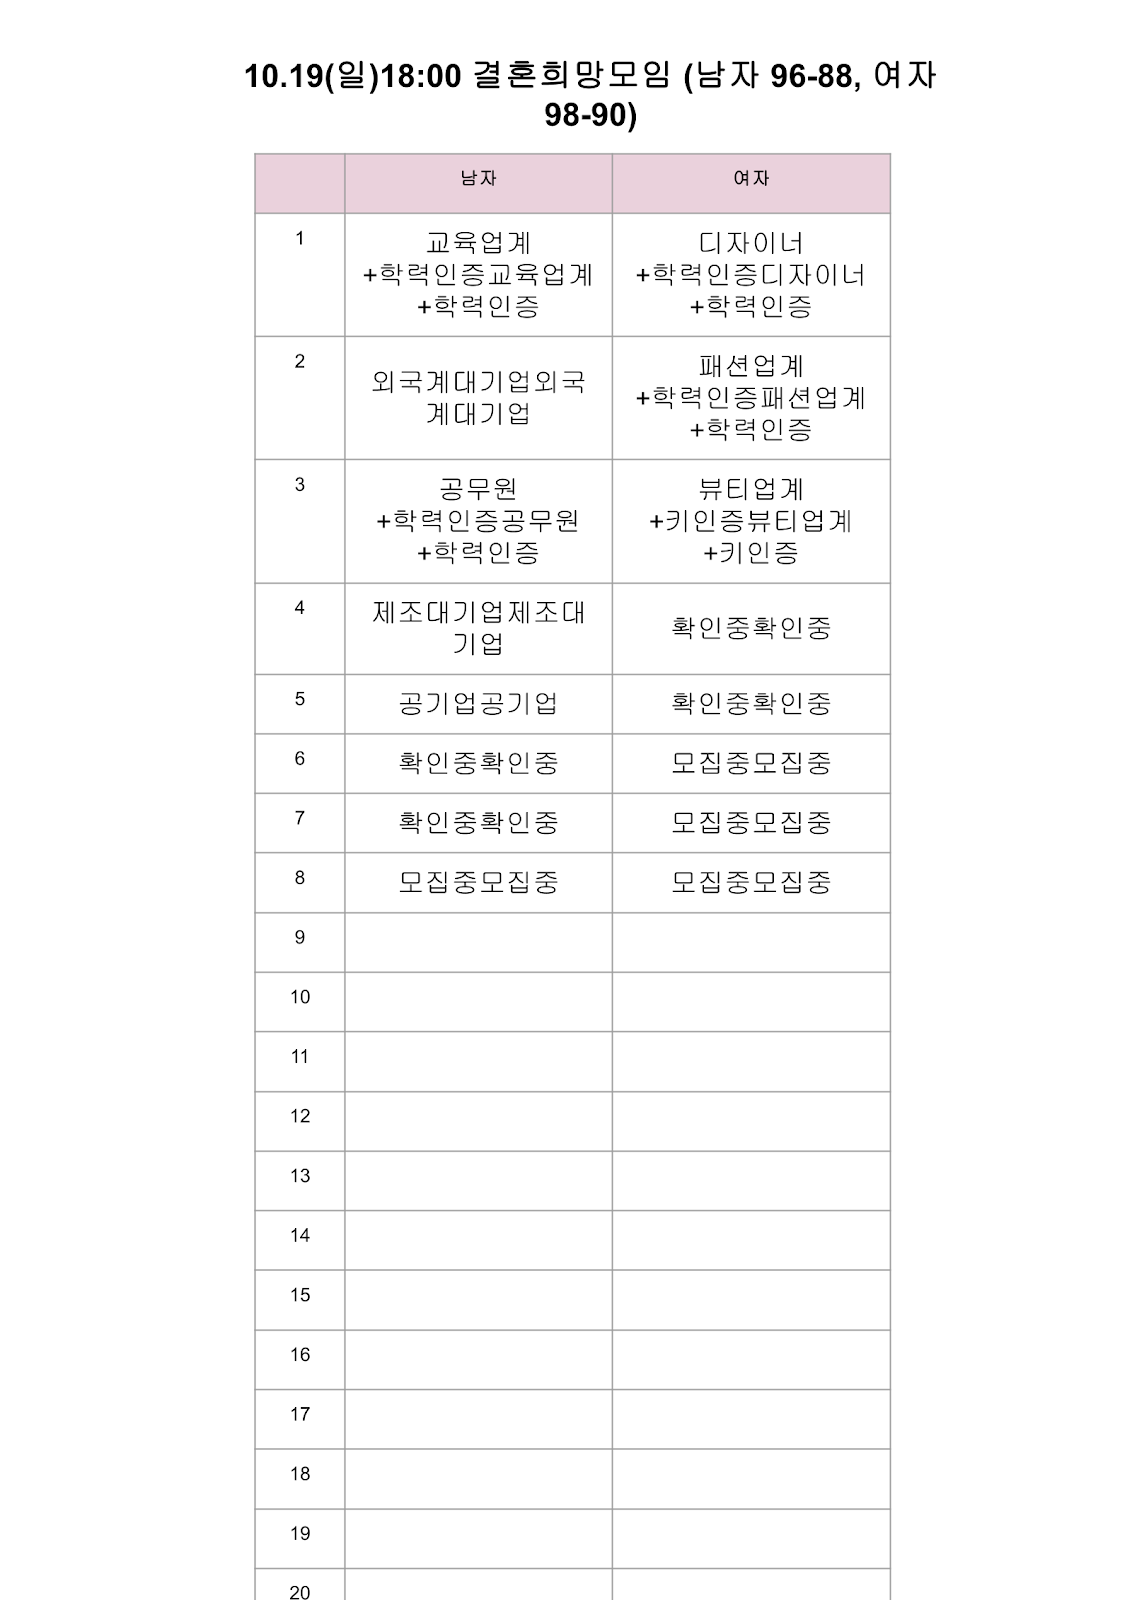 10.19(일)18:00 결혼희망모임 (남자 96-88, 여자
98-90)
남자 여자
1
교육업계
+학력인증교육업계
+학력인증
디자이너
+학력인증디자이너
+학력인증
2
외국계대기업외국
계대기업
패션업계
+학력인증패션업계
+학력인증
3
공무원
+학력인증공무원
+학력인증
뷰티업계
+키인증뷰티업계
+키인증
4
제조대기업제조대
기업
확인중확인중
5 공기업공기업 확인중확인중
6 확인중확인중 모집중모집중
7 확인중확인중 모집중모집중
8 모집중모집중 모집중모집중
9
10
11
12
13
14
15
16
17
18
19
20